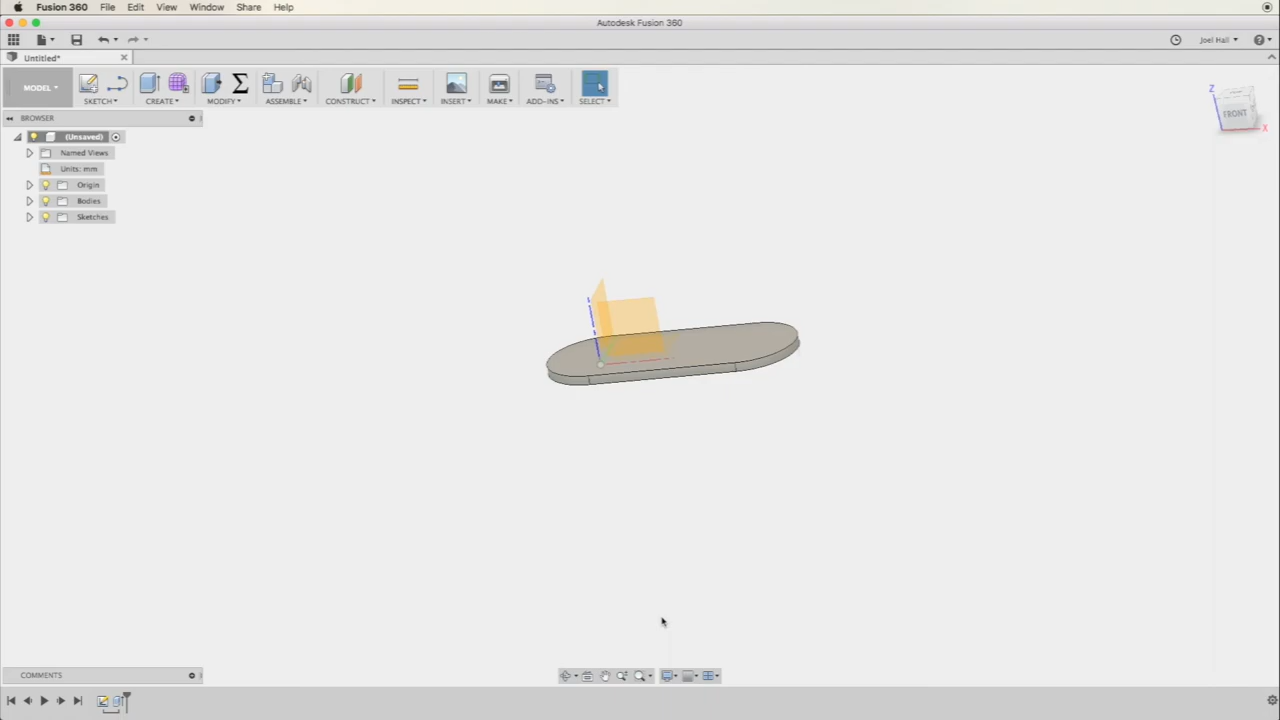 Fusion 360 File Edit View Window Share Help
Autodesk Fusion 360
Joel Hall
Untitled*
MODEL
SKETCH CREATE MODIFY ASSEMBLE CONSTRUCT INSPECT INSERT MAKE ADD-INS SELECT
BROWSER
(Unsaved)
Named Views
Units: mm
Origin
Bodies
Sketches
Z
FRONT
X
COMMENTS